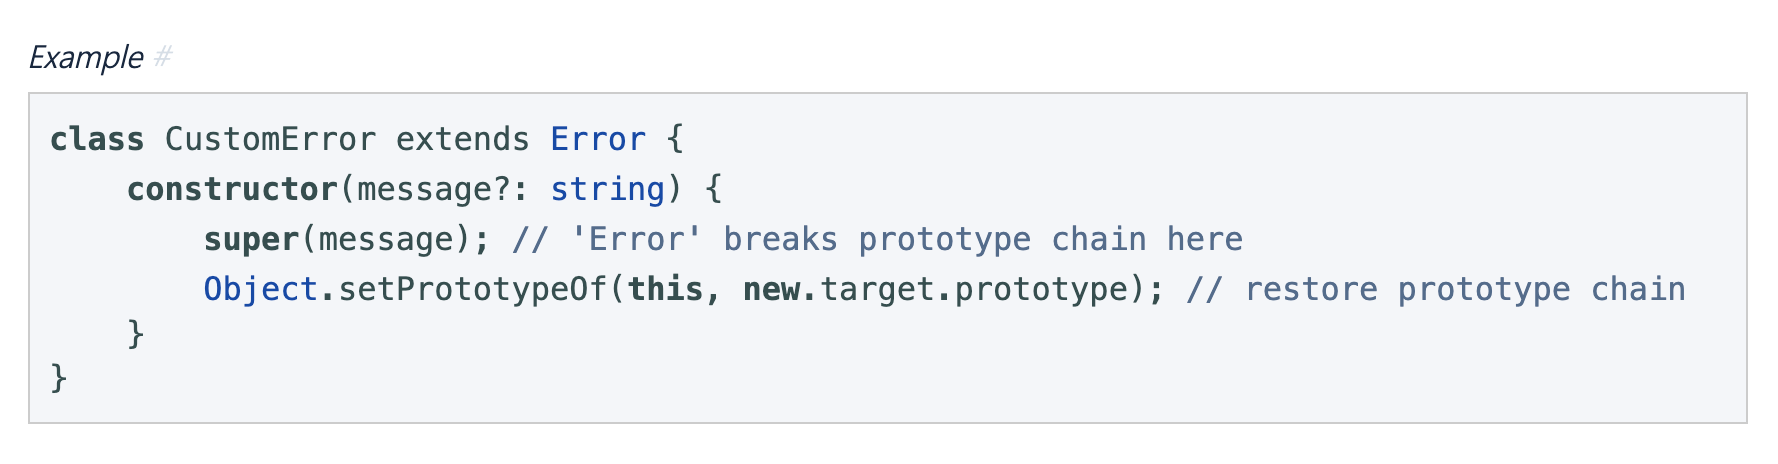 Example #
class CustomError extends Error {
    constructor(message?: string) {
        super(message); // 'Error' breaks prototype chain here
        Object.setPrototypeOf(this, new.target.prototype); // restore prototype chain
    }
}